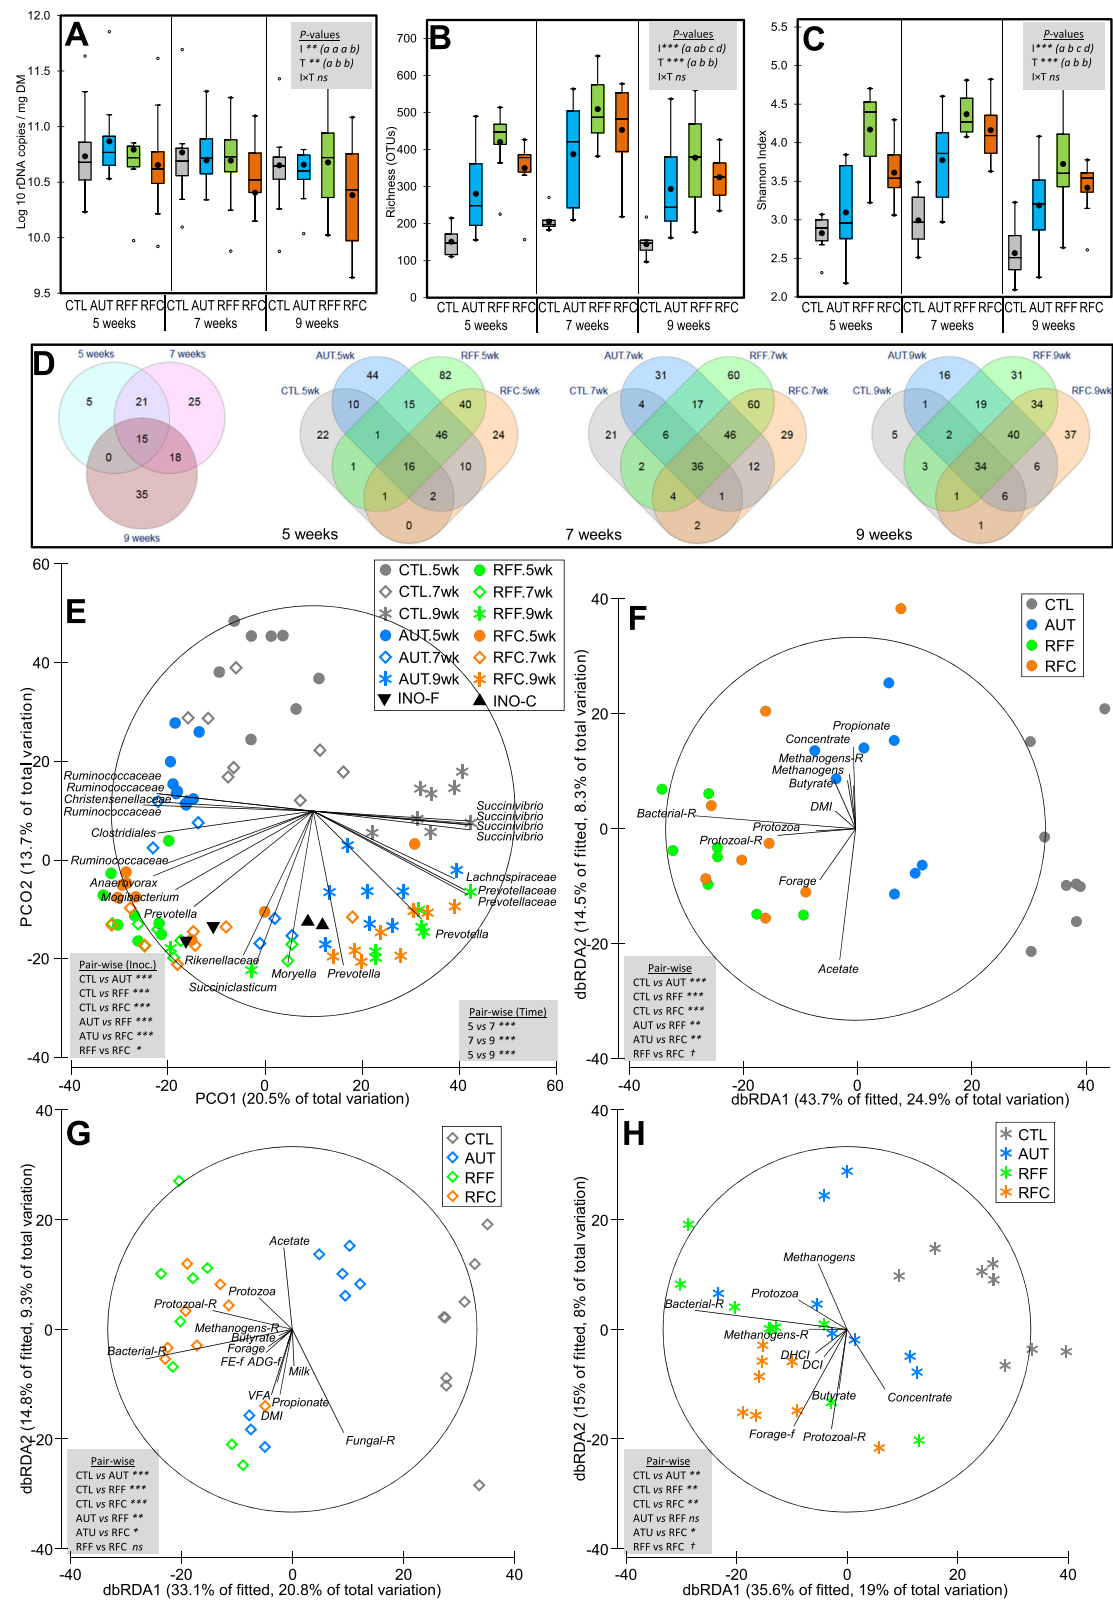 A
Log 10 rDNA copies / mg DM
12.0
11.5
11.0
10.5
10.0
9.5
P-values
I ** (a a a b)
T ** (a b b)
I×T ns
CTL AUT RFF RFC CTL AUT RFF RFC CTL AUT RFF RFC
5 weeks 7 weeks 9 weeks
B
Richness (OTUs)
700
600
500
400
300
200
100
0
P-values
I*** (a ab c d)
T *** (a b b)
I×T ns
CTL AUT RFF RFC CTL AUT RFF RFC CTL AUT RFF RFC
5 weeks 7 weeks 9 weeks
C
Shannon Index
5.5
5.0
4.5
4.0
3.5
3.0
2.5
2.0
P-values
I*** (a b c d)
T *** (a b b)
I×T ns
CTL AUT RFF RFC CTL AUT RFF RFC CTL AUT RFF RFC
5 weeks 7 weeks 9 weeks
D
5 weeks 7 weeks
5 21 25
15
0 18
35
9 weeks
AUT.5wk RFF.5wk
CTL.5wk RFC.5wk
44 82
10 15 40
22 1 46 24
1 16 10
1 2
0
5 weeks
AUT.7wk RFF.7wk
CTL.7wk RFC.7wk
31 60
4 17 60
21 6 46 29
2 36 12
4 1
2
7 weeks
AUT.9wk RFF.9wk
CTL.9wk RFC.9wk
16 31
1 19 34
5 2 40 37
3 34 6
1 6
1
9 weeks
E
PCO2 (13.7% of total variation)
60
40
20
0
-20
-40
CTL.5wk RFF.5wk
CTL.7wk RFF.7wk
CTL.9wk RFF.9wk
AUT.5wk RFC.5wk
AUT.7wk RFC.7wk
AUT.9wk RFC.9wk
INO-F INO-C
Ruminococcaceae
Ruminococcaceae
Christensenellaceae
Ruminococcaceae
Clostridiales
Ruminococcaceae
Anaerovorax
Mogibacterium
Prevotella
Rikenellaceae
Succiniclasticum
Moryella
Prevotella
Succinivibrio
Succinivibrio
Succinivibrio
Succinivibrio
Lachnospiraceae
Prevotellaceae
Prevotellaceae
Prevotella
Pair-wise (Inoc.)
CTL vs AUT ***
CTL vs RFF ***
CTL vs RFC ***
AUT vs RFF ***
ATU vs RFC ***
RFF vs RFC *
Pair-wise (Time)
5 vs 7 ***
7 vs 9 ***
5 vs 9 ***
-40 -20 0 20 40 60
PCO1 (20.5% of total variation)
F
dbRDA2 (14.5% of fitted, 8.3% of total variation)
40
20
0
-20
-40
CTL
AUT
RFF
RFC
Propionate
Concentrate
Methanogens-R
Methanogens
Butyrate
DMI
Bacterial-R
Protozoa
Protozoal-R
Forage
Acetate
Pair-wise
CTL vs AUT ***
CTL vs RFF ***
CTL vs RFC ***
AUT vs RFF **
ATU vs RFC **
RFF vs RFC †
-40 -20 0 20 40
dbRDA1 (43.7% of fitted, 24.9% of total variation)
G
dbRDA2 (14.8% of fitted, 9.3% of total variation)
40
20
0
-20
-40
CTL
AUT
RFF
RFC
Acetate
Protozoa
Protozoal-R
Methanogens-R
Butyrate
Bacterial-R
Forage
FE-f ADG-f
Milk
VFA
Propionate
DMI
Fungal-R
Pair-wise
CTL vs AUT ***
CTL vs RFF ***
CTL vs RFC ***
AUT vs RFF **
ATU vs RFC *
RFF vs RFC ns
-40 -20 0 20 40
dbRDA1 (33.1% of fitted, 20.8% of total variation)
H
dbRDA2 (15% of fitted, 8% of total variation)
40
20
0
-20
-40
CTL
AUT
RFF
RFC
Methanogens
Protozoa
Bacterial-R
Methanogens-R
DHCI
DCI
Butyrate
Concentrate
Forage-f
Protozoal-R
Pair-wise
CTL vs AUT **
CTL vs RFF **
CTL vs RFC **
AUT vs RFF ns
ATU vs RFC *
RFF vs RFC †
-40 -20 0 20 40
dbRDA1 (35.6% of fitted, 19% of total variation)